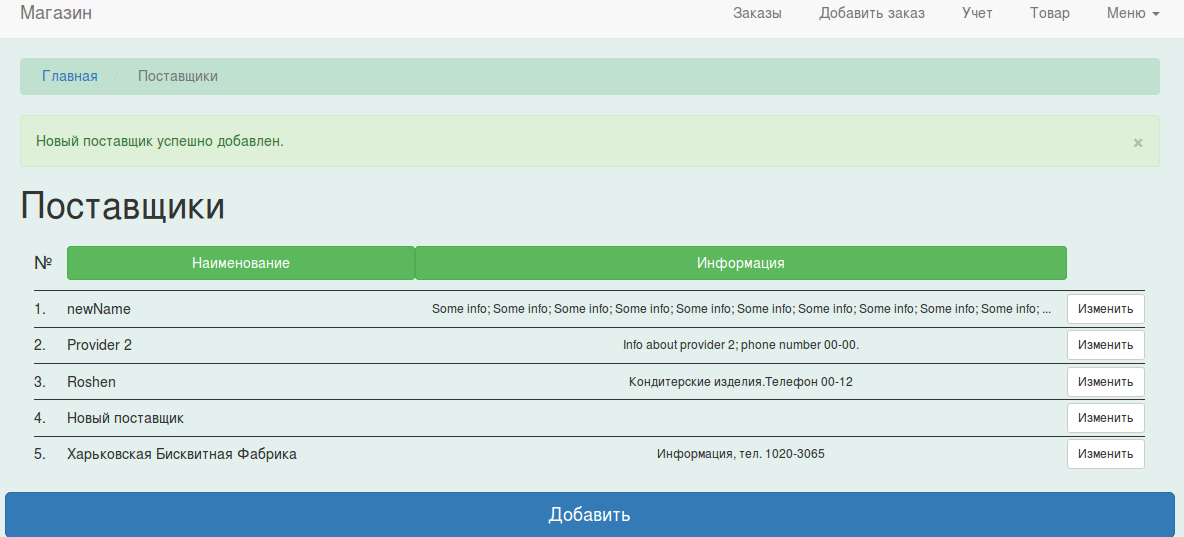 Магазин Заказы Добавить заказ Учет Товар Меню
Главная / Поставщики
Новый поставщик успешно добавлен. ×
Поставщики
№ Наименование Информация
1. newName Some info; Some info; Some info; Some info; Some info; Some info; Some info; Some info; Some info; Some info; ... Изменить
2. Provider 2 Info about provider 2; phone number 00-00. Изменить
3. Roshen Кондитерские изделия.Телефон 00-12 Изменить
4. Новый поставщик Изменить
5. Харьковская Бисквитная Фабрика Информация, тел. 1020-3065 Изменить
Добавить